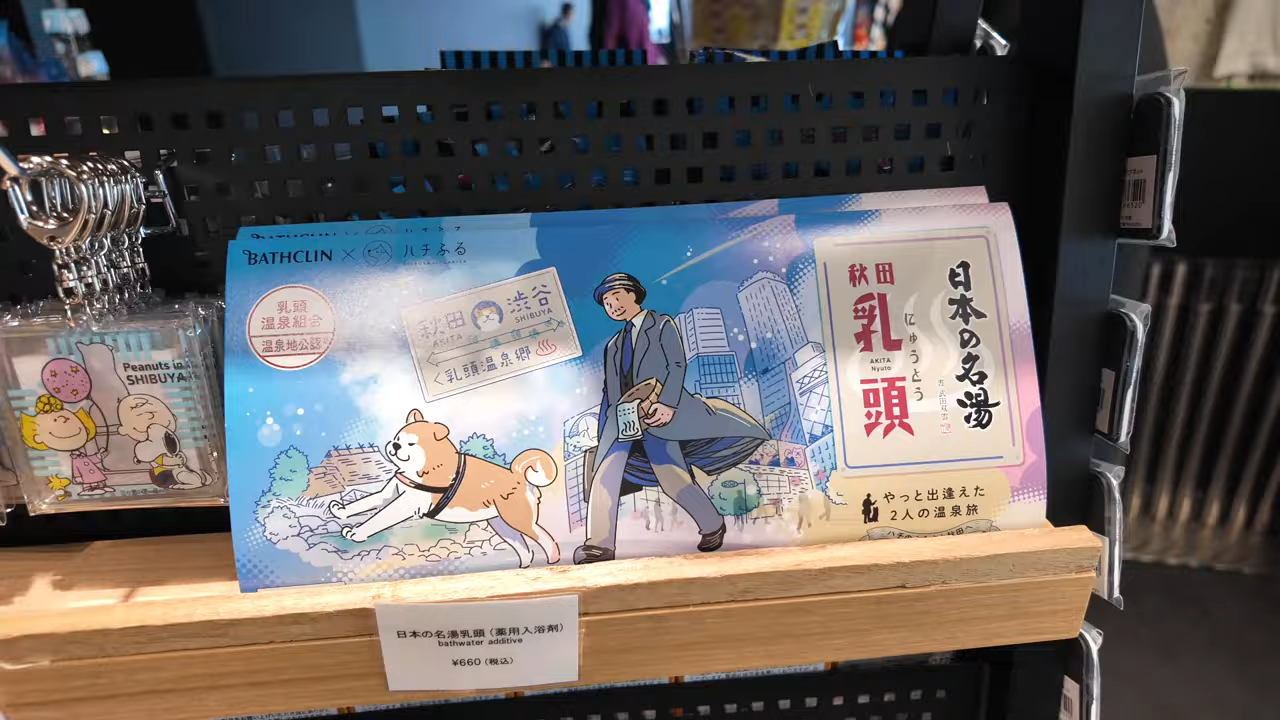 BATHCLIN × ハチふる
乳頭
温泉組合
温泉地公認
秋田 渋谷
AKITA SHIBUYA
<乳頭温泉郷♨
秋田
乳頭
にゅうとう
AKITA
Nyuto
日本の名湯
やっと出逢えた
2人の温泉旅
Peanuts in
SHIBUYA
日本の名湯乳頭（薬用入浴剤）
bathwater additive
¥660（税込）